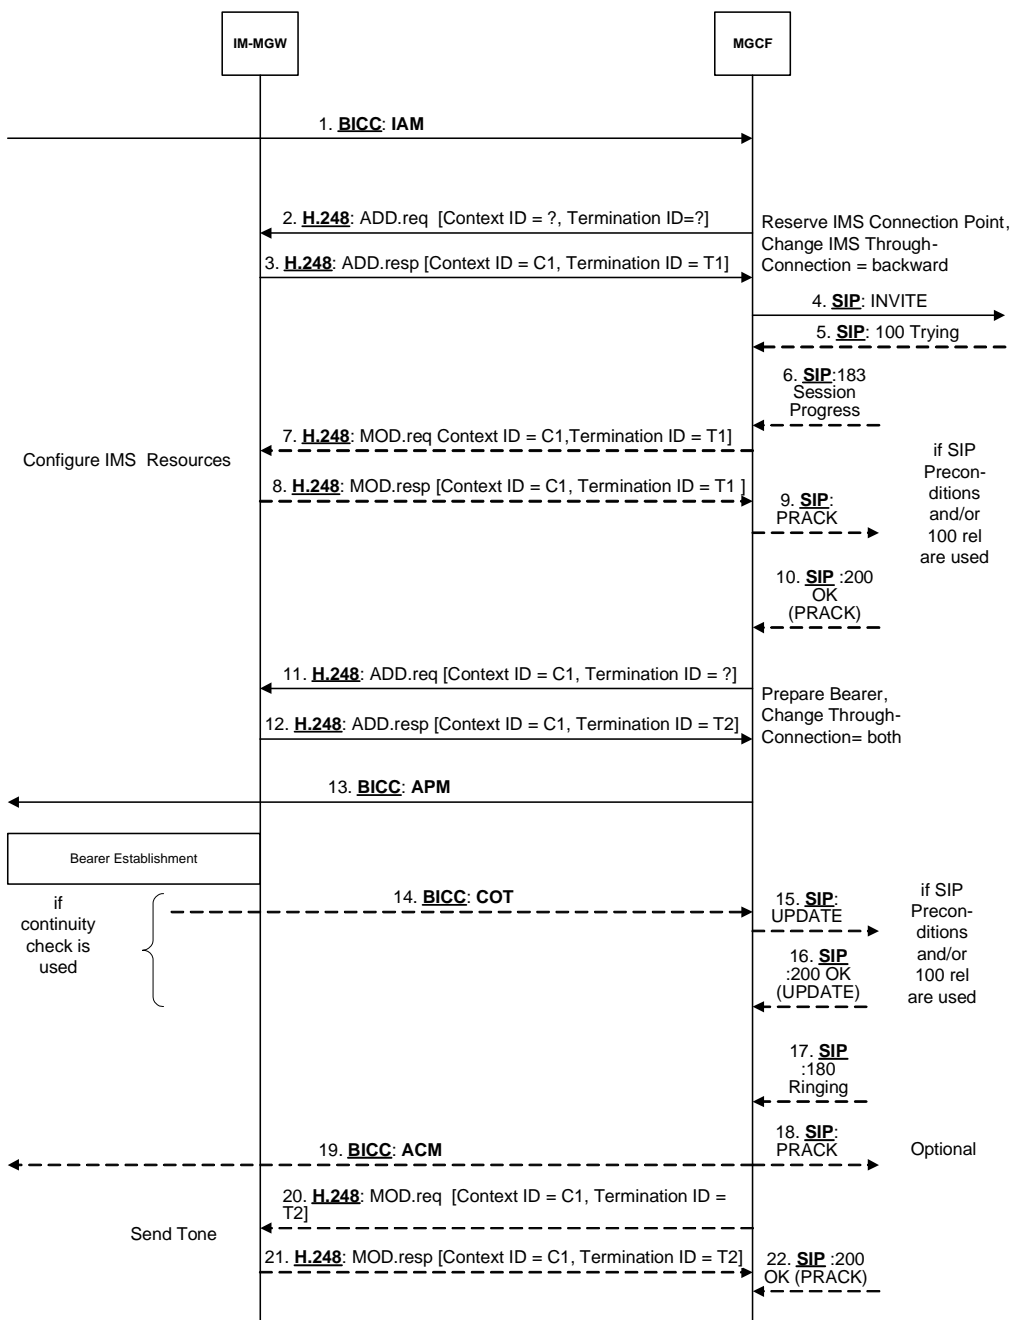 IM-MGW
MGCF
1. BICC: IAM
2. H.248: ADD.req [Context ID = ?, Termination ID=?]
Reserve IMS Connection Point,
Change IMS Through-
Connection = backward
3. H.248: ADD.resp [Context ID = C1, Termination ID = T1]
4. SIP: INVITE
5. SIP: 100 Trying
6. SIP:183
Session
Progress
7. H.248: MOD.req Context ID = C1,Termination ID = T1]
Configure IMS Resources
if SIP
Precon-
ditions
and/or
100 rel
are used
8. H.248: MOD.resp [Context ID = C1, Termination ID = T1 ]
9. SIP:
PRACK
10. SIP :200
OK
(PRACK)
11. H.248: ADD.req [Context ID = C1, Termination ID = ?]
Prepare Bearer,
Change Through-
Connection= both
12. H.248: ADD.resp [Context ID = C1, Termination ID = T2]
13. BICC: APM
Bearer Establishment
if
continuity
check is
used
14. BICC: COT
15. SIP:
UPDATE
if SIP
Precon-
ditions
and/or
100 rel
are used
16. SIP
:200 OK
(UPDATE)
17. SIP
:180
Ringing
18. SIP:
PRACK
Optional
19. BICC: ACM
20. H.248: MOD.req [Context ID = C1, Termination ID =
T2]
Send Tone
21. H.248: MOD.resp [Context ID = C1, Termination ID = T2]
22. SIP :200
OK (PRACK)